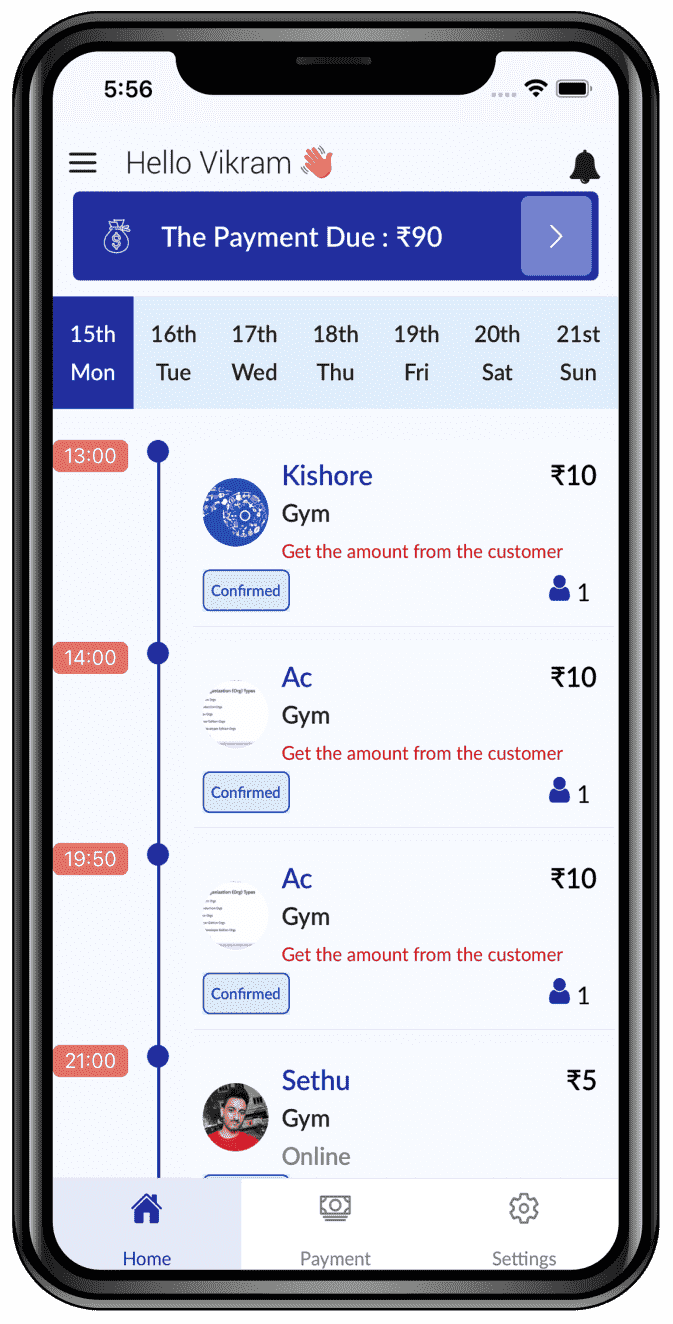 5:56
Hello Vikram 👋
The Payment Due : ₹90
15th 16th 17th 18th 19th 20th 21st
Mon Tue Wed Thu Fri Sat Sun
13:00
Kishore ₹10
Gym
Get the amount from the customer
Confirmed 1
14:00
Ac ₹10
Gym
Get the amount from the customer
Confirmed 1
19:50
Ac ₹10
Gym
Get the amount from the customer
Confirmed 1
21:00
Sethu ₹5
Gym
Online
Home Payment Settings